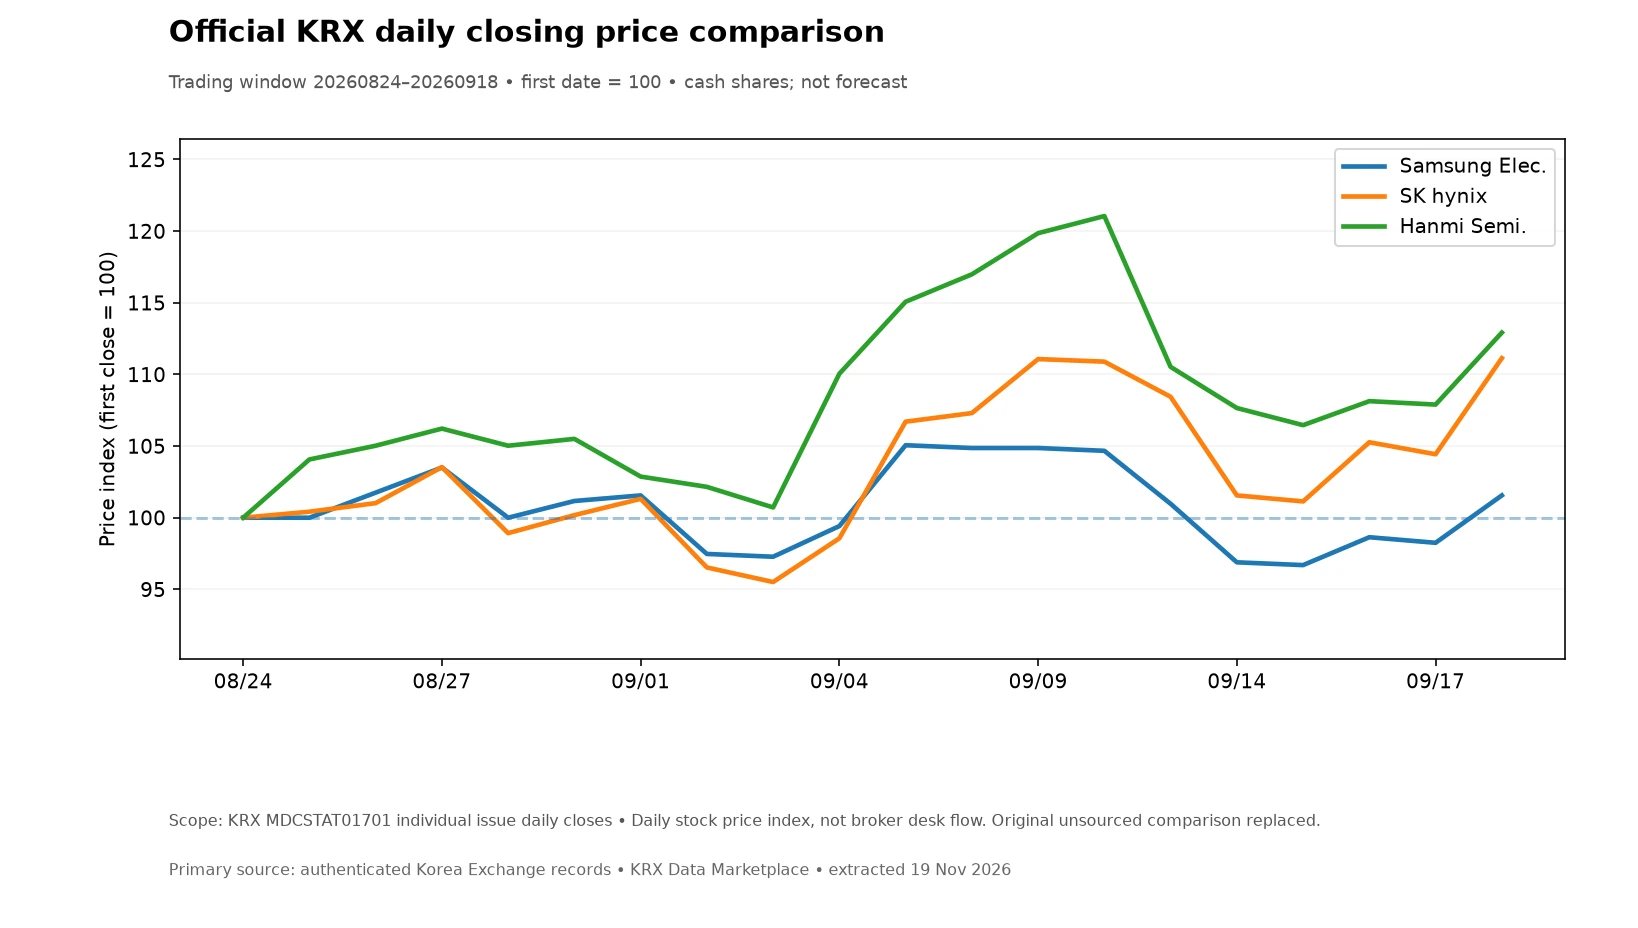 Official KRX daily closing price comparison
Trading window 20260824–20260918 • first date = 100 • cash shares; not forecast
Price index (first close = 100)
125
120
115
110
105
100
95
Samsung Elec.
SK hynix
Hanmi Semi.
08/24 08/27 09/01 09/04 09/09 09/14 09/17
Scope: KRX MDCSTAT01701 individual issue daily closes • Daily stock price index, not broker desk flow. Original unsourced comparison replaced.
Primary source: authenticated Korea Exchange records • KRX Data Marketplace • extracted 19 Nov 2026